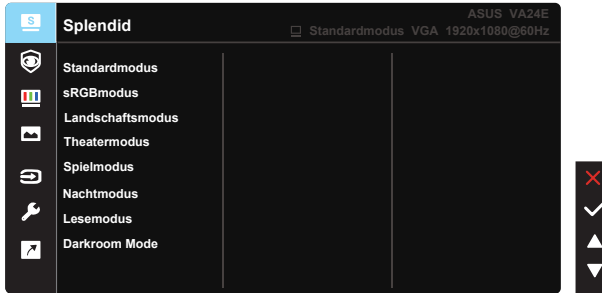 S
Splendid
ASUS VA24E
Standardmodus VGA 1920x1080@60Hz
Standardmodus
sRGBmodus
Landschaftsmodus
Theatermodus
Spielmodus
Nachtmodus
Lesemodus
Darkroom Mode